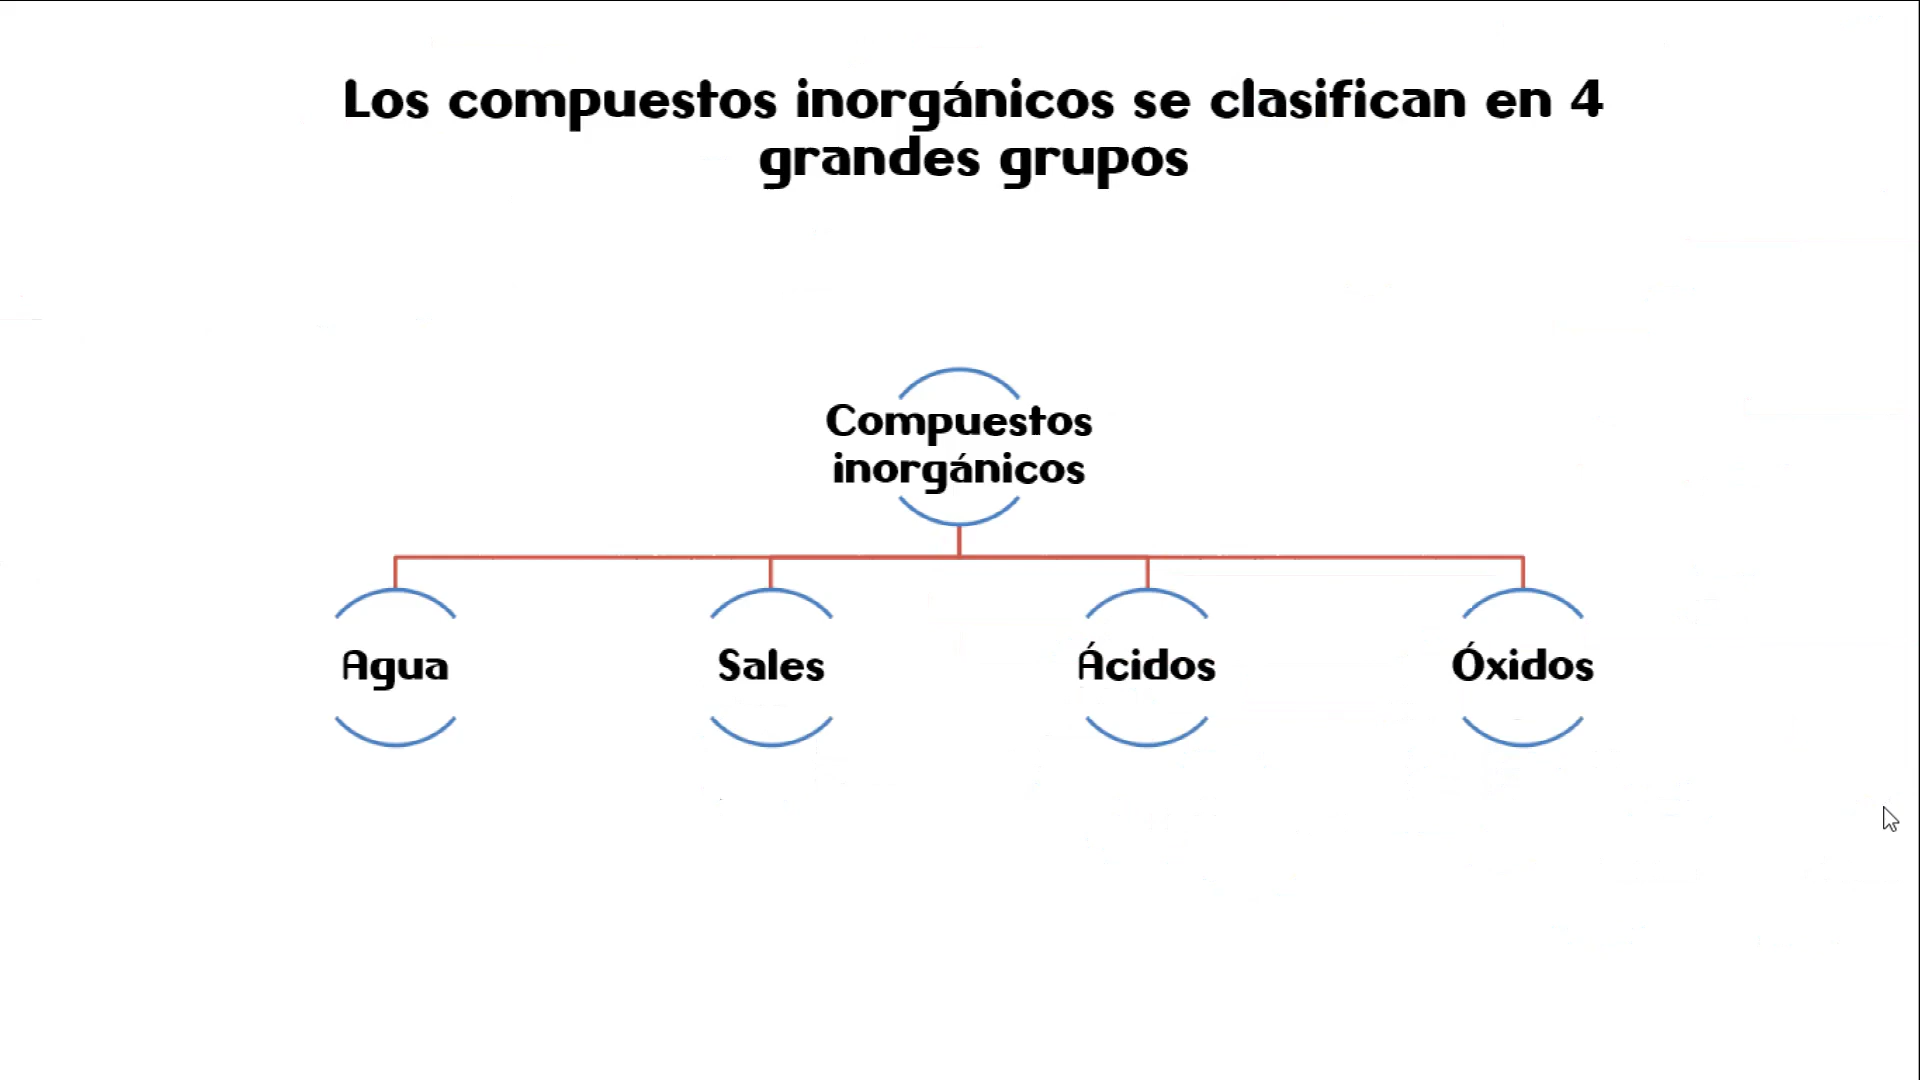 Los compuestos inorgánicos se clasifican en 4
grandes grupos
Compuestos
inorgánicos
Agua
Sales
Ácidos
Óxidos